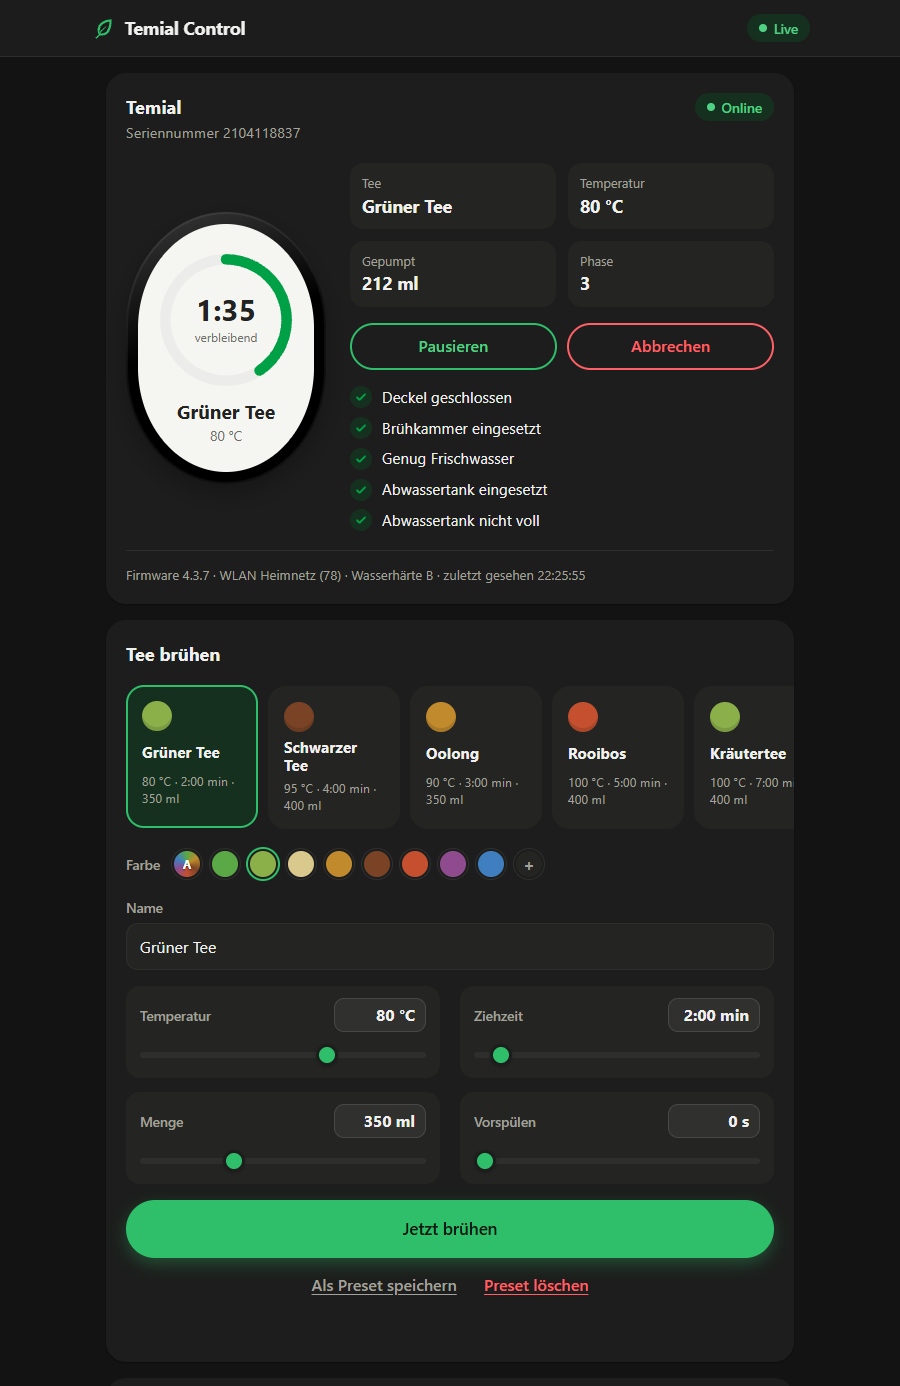 Temial Control
Live
Temial
Online
Seriennummer 2104118837
1:35
verbleibend
Grüner Tee
80 °C
Tee
Grüner Tee
Temperatur
80 °C
Gepumpt
212 ml
Phase
3
Pausieren
Abbrechen
Deckel geschlossen
Brühkammer eingesetzt
Genug Frischwasser
Abwassertank eingesetzt
Abwassertank nicht voll
Firmware 4.3.7 · WLAN Heimnetz (78) · Wasserhärte B · zuletzt gesehen 22:25:55
Tee brühen
Grüner Tee
80 °C · 2:00 min ·
350 ml
Schwarzer
Tee
95 °C · 4:00 min ·
400 ml
Oolong
90 °C · 3:00 min ·
350 ml
Rooibos
100 °C · 5:00 min ·
400 ml
Kräutertee
100 °C · 7:00 m
400 ml
Farbe
A
+
Name
Grüner Tee
Temperatur
80 °C
Ziehzeit
2:00 min
Menge
350 ml
Vorspülen
0 s
Jetzt brühen
Als Preset speichern
Preset löschen